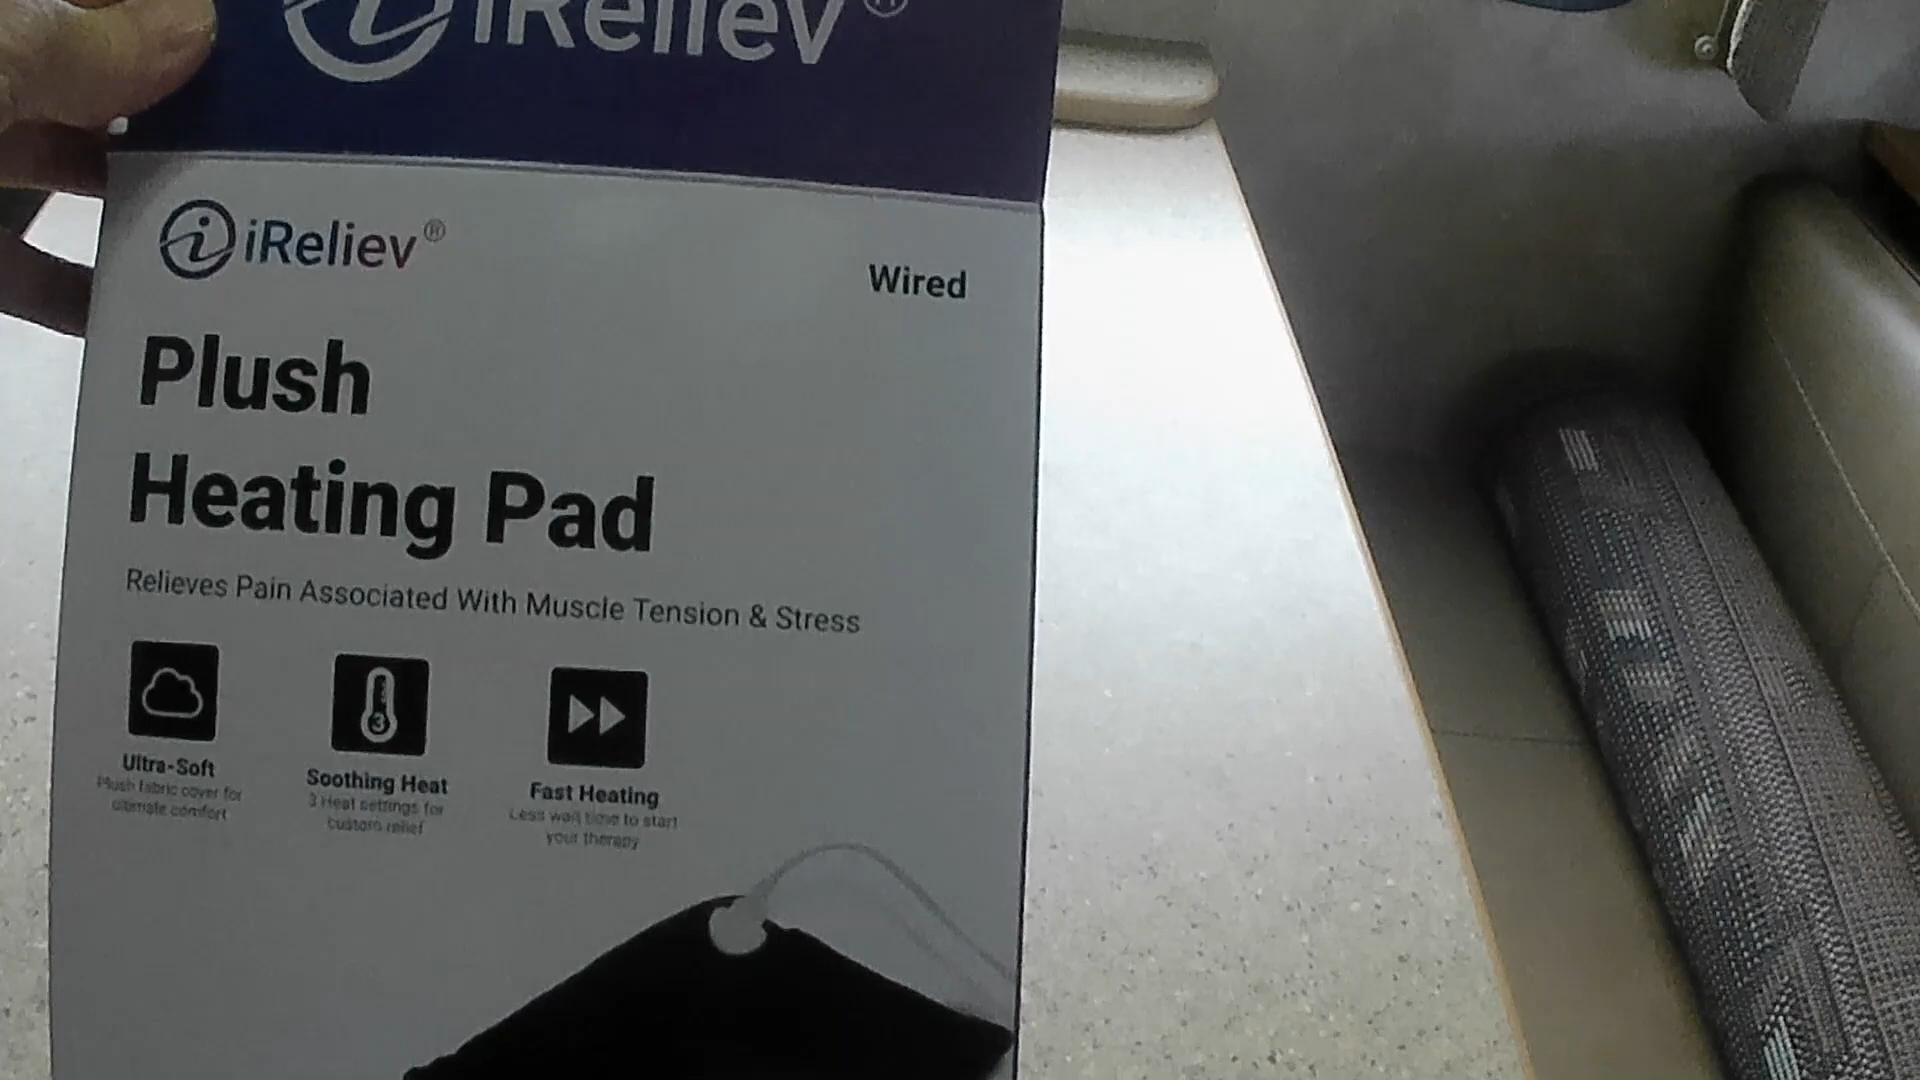 iReliev®
iReliev®
Wired
Plush
Heating Pad
Relieves Pain Associated With Muscle Tension & Stress
3
Ultra-Soft
Plush fabric cover for
ultimate comfort
Soothing Heat
3 Heat settings for
custom relief
Fast Heating
Less wait time to start
your therapy